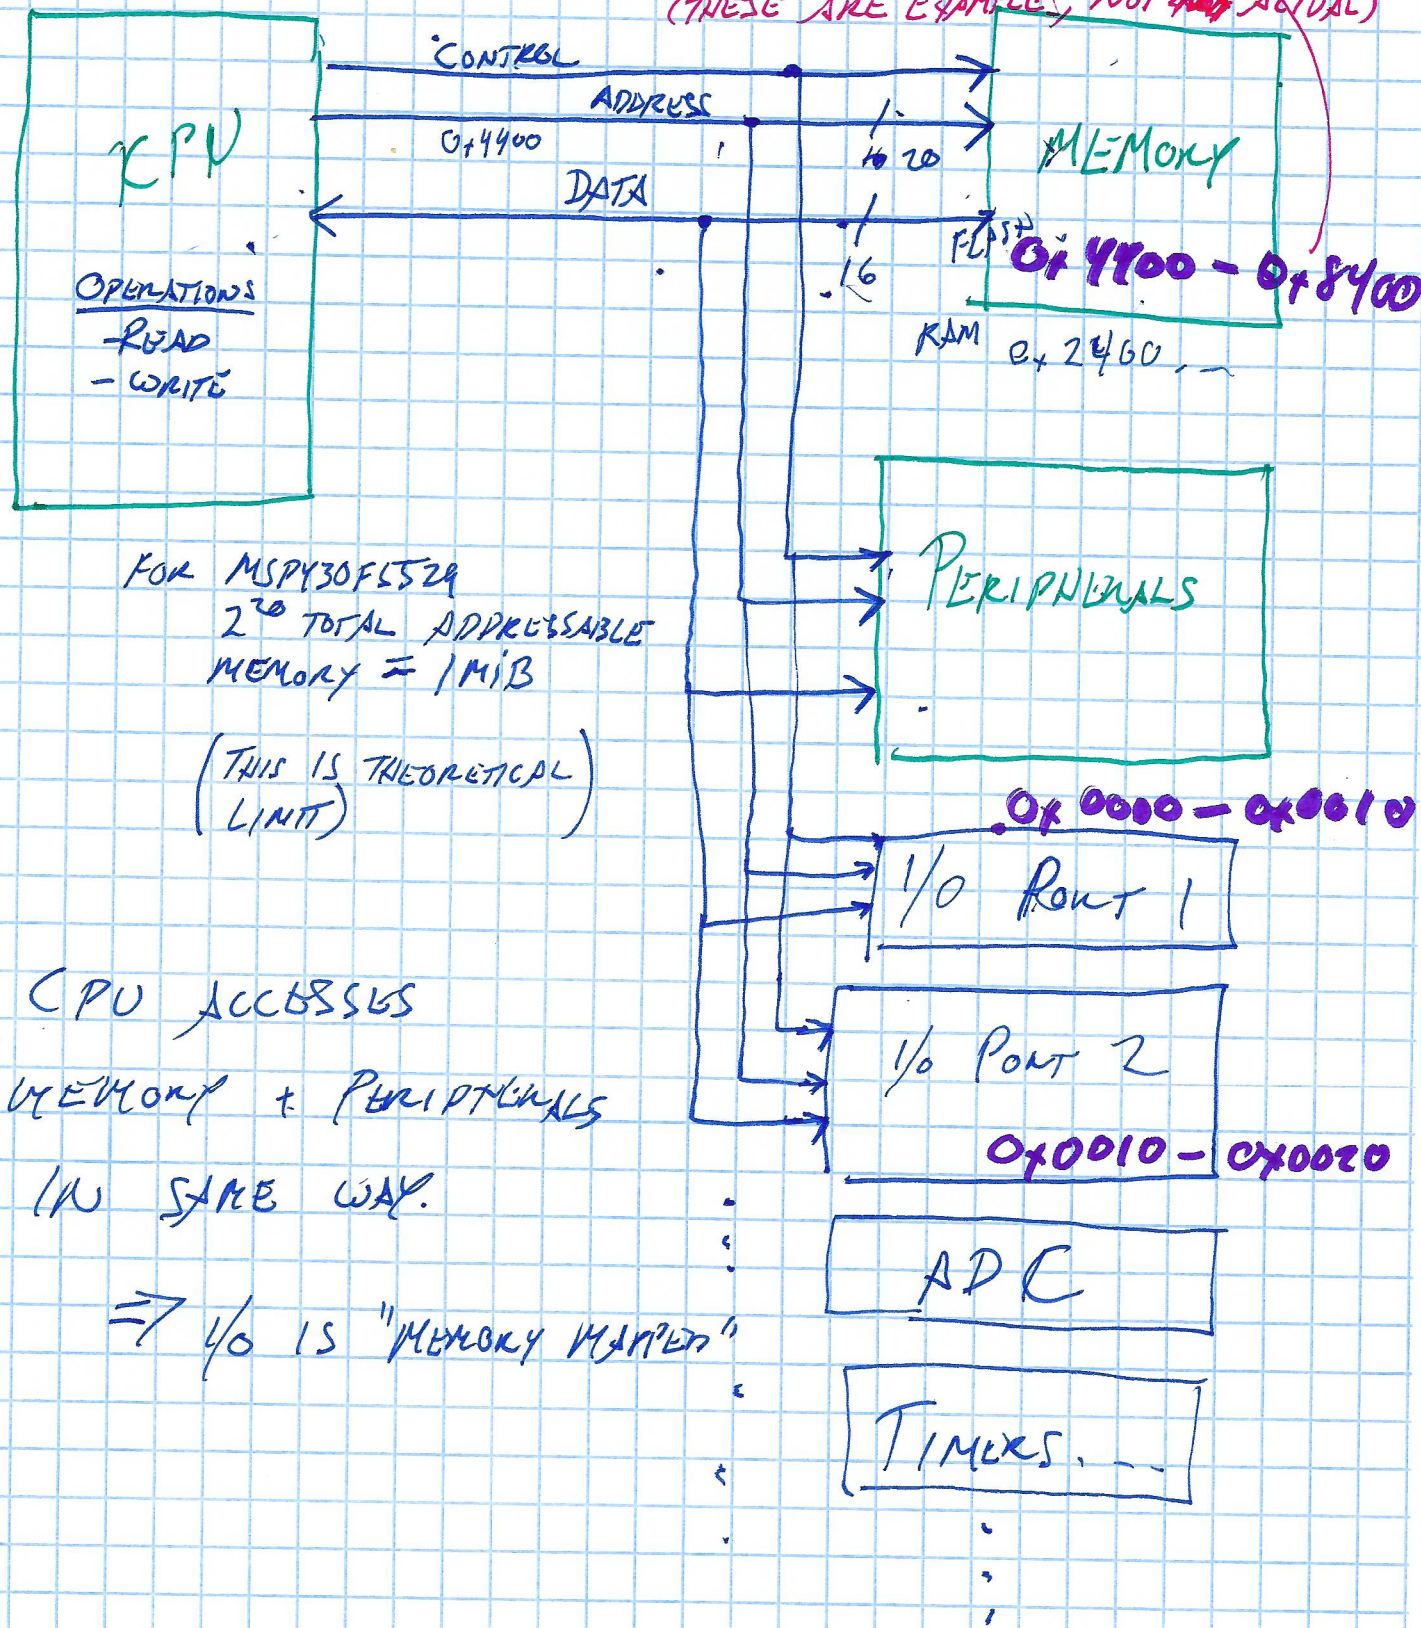 (THESE ARE EXAMPLES, NOT ACTUAL)
CONTROL
ADDRESS
0x4400
20
CPU
MEMORY
DATA
16
FLASH
0x4400 - 0x8400
OPERATIONS
- READ
- WRITE
RAM 0x2400 ...
PERIPHERALS
FOR MSP430F5529
2^20 TOTAL ADDRESSABLE
MEMORY = 1 MiB
(THIS IS THEORETICAL
LIMIT)
0x0000 - 0x0010
I/O PORT 1
CPU ACCESSES
MEMORY + PERIPHERALS
IN SAME WAY.
I/O PORT 2
0x0010 - 0x0020
ADC
=> I/O IS "MEMORY MAPPED"
TIMERS. ...